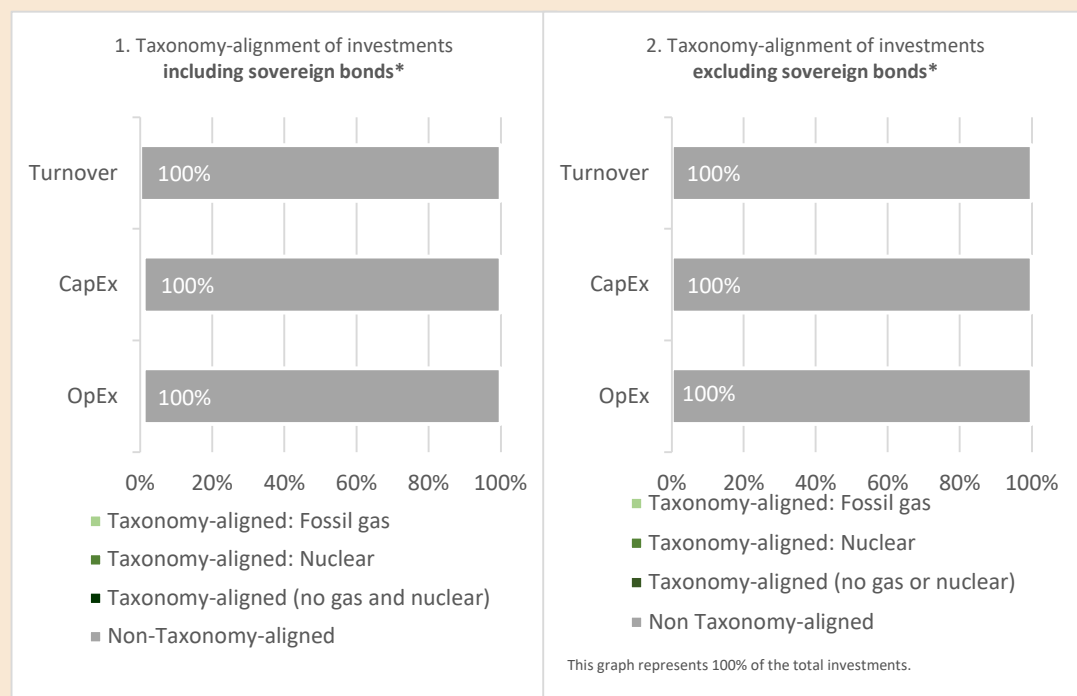 1. Taxonomy-alignment of investments
including sovereign bonds*
Turnover
100%
CapEx
100%
OpEx
100%
0% 20% 40% 60% 80% 100%
Taxonomy-aligned: Fossil gas
Taxonomy-aligned: Nuclear
Taxonomy-aligned (no gas and nuclear)
Non-Taxonomy-aligned
2. Taxonomy-alignment of investments
excluding sovereign bonds*
Turnover
100%
CapEx
100%
OpEx
100%
0% 20% 40% 60% 80% 100%
Taxonomy-aligned: Fossil gas
Taxonomy-aligned: Nuclear
Taxonomy-aligned (no gas or nuclear)
Non Taxonomy-aligned
This graph represents 100% of the total investments.